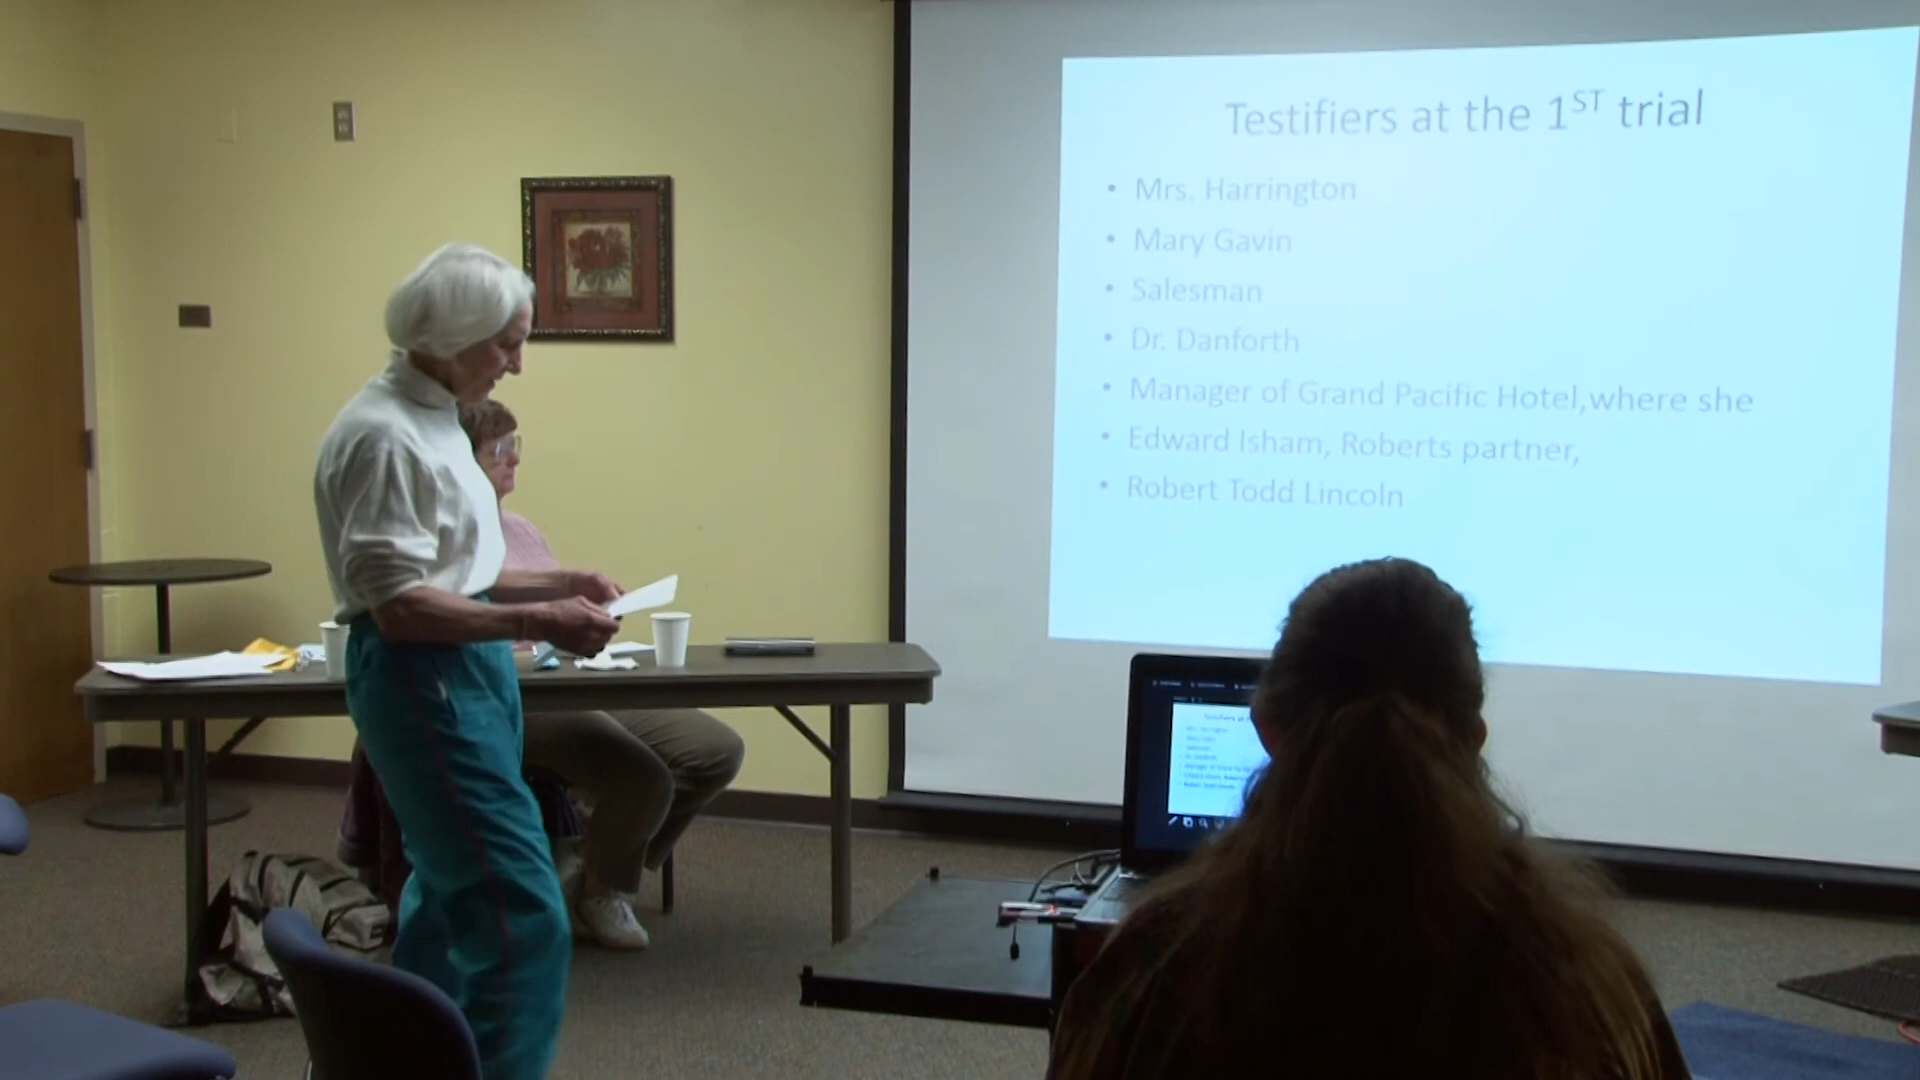 Testifiers at the 1ST trial
• Mrs. Harrington
• Mary Gavin
• Salesman
• Dr. Danforth
• Manager of Grand Pacific Hotel,where she
• Edward Isham, Roberts partner,
• Robert Todd Lincoln